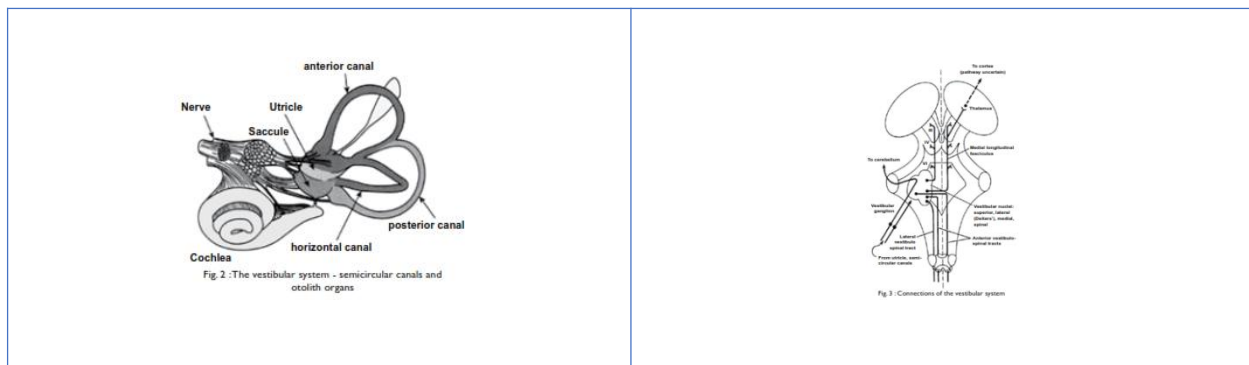 anterior canal
Nerve
Utricle
Saccule
posterior canal
horizontal canal
Cochlea
Fig. 2 : The vestibular system - semicircular canals and
otolith organs
To cortex
(pathway uncertain)
Thalamus
Medial longitudinal
fasciculus
To cerebellum
Vestibular
ganglion
Vestibular nuclei:
superior, lateral
(Deiters'), medial,
spinal
Lateral
vestibulo
spinal tract
Anterior vestibulo-
spinal tracts
From utricle, semi-
circular canals
Fig. 3 : Connections of the vestibular system